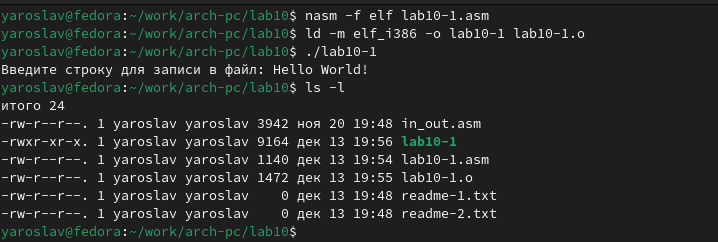 yaroslav@fedora:~/work/arch-pc/lab10$ nasm -f elf lab10-1.asm
yaroslav@fedora:~/work/arch-pc/lab10$ ld -m elf_i386 -o lab10-1 lab10-1.o
yaroslav@fedora:~/work/arch-pc/lab10$ ./lab10-1
Введите строку для записи в файл: Hello World!
yaroslav@fedora:~/work/arch-pc/lab10$ ls -l
итого 24
-rw-r--r--. 1 yaroslav yaroslav 3942 ноя 20 19:48 in_out.asm
-rwxr-xr-x. 1 yaroslav yaroslav 9164 дек 13 19:56 lab10-1
-rw-r--r--. 1 yaroslav yaroslav 1140 дек 13 19:54 lab10-1.asm
-rw-r--r--. 1 yaroslav yaroslav 1472 дек 13 19:55 lab10-1.o
-rw-r--r--. 1 yaroslav yaroslav    0 дек 13 19:48 readme-1.txt
-rw-r--r--. 1 yaroslav yaroslav    0 дек 13 19:48 readme-2.txt
yaroslav@fedora:~/work/arch-pc/lab10$